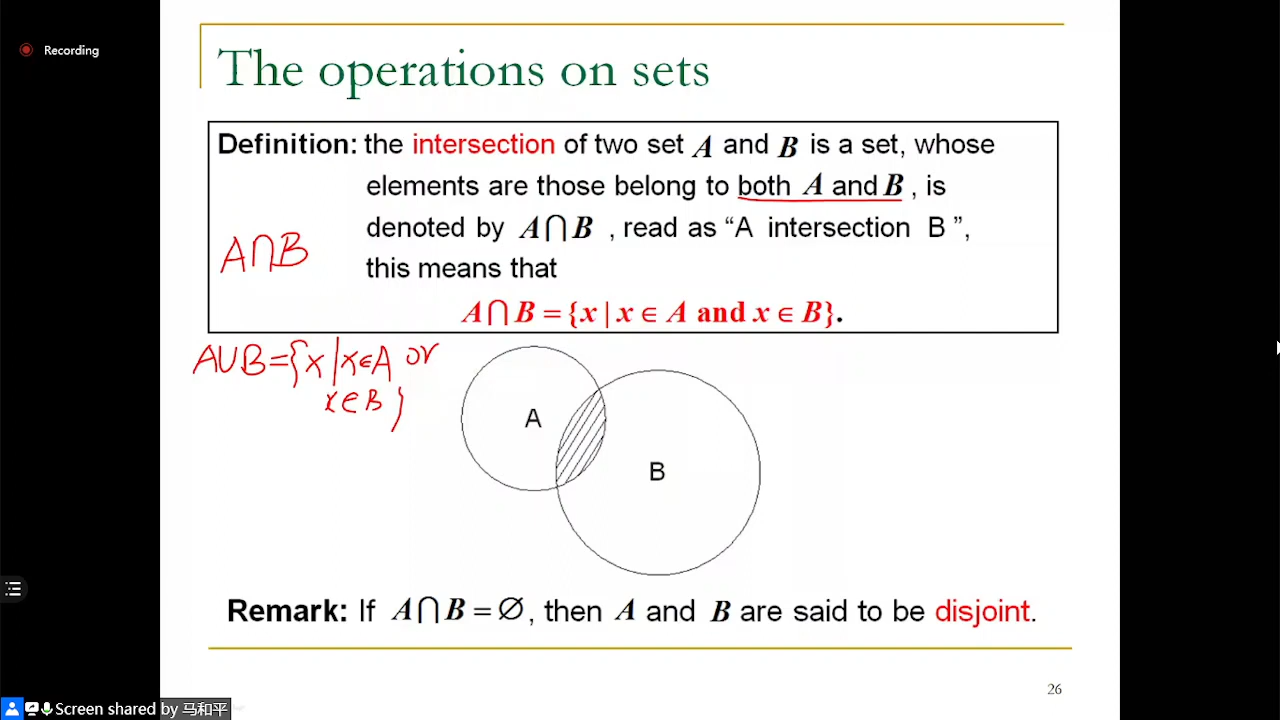 Recording
The operations on sets
Definition: the intersection of two set A and B is a set, whose
elements are those belong to both A and B , is
denoted by A⋂B , read as “A intersection B ”,
this means that
A∩B
A⋂B = {x | x ∈ A and x ∈ B}.
A∪B={x|x∈A or
x∈B}
A
B
Remark: If A⋂B = ∅, then A and B are said to be disjoint.
26
Screen shared by 马和平